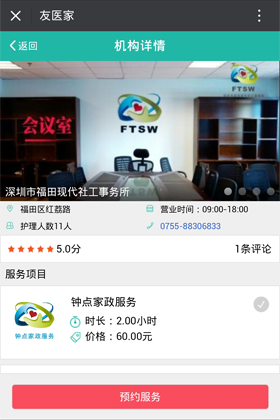 友医家
返回
机构详情
会议室
FTSW
FTSW
深圳市福田现代社工事务所
福田区红荔路
营业时间：09:00-18:00
护理人数11人
0755-88306833
5.0分
1条评论
服务项目
钟点家政服务
钟点家政服务
时长：2.00小时
价格：60.00元
预约服务